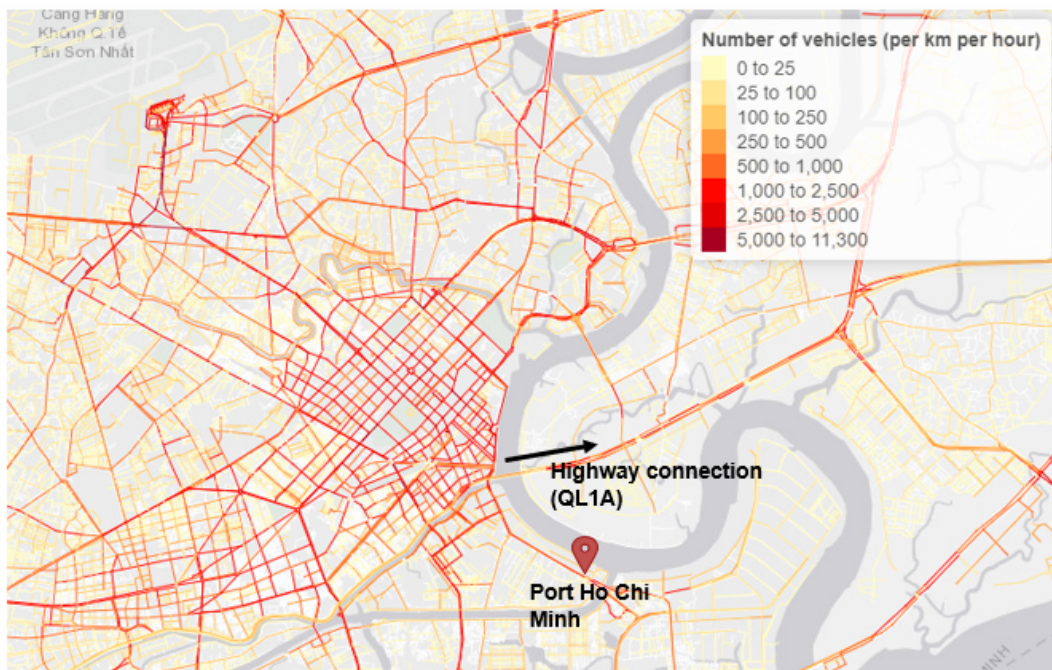 Cảng Hàng
Không Q.Tế
Tân Sơn Nhất
Number of vehicles (per km per hour)
0 to 25
25 to 100
100 to 250
250 to 500
500 to 1,000
1,000 to 2,500
2,500 to 5,000
5,000 to 11,300
Highway connection
(QL1A)
Port Ho Chi
Minh